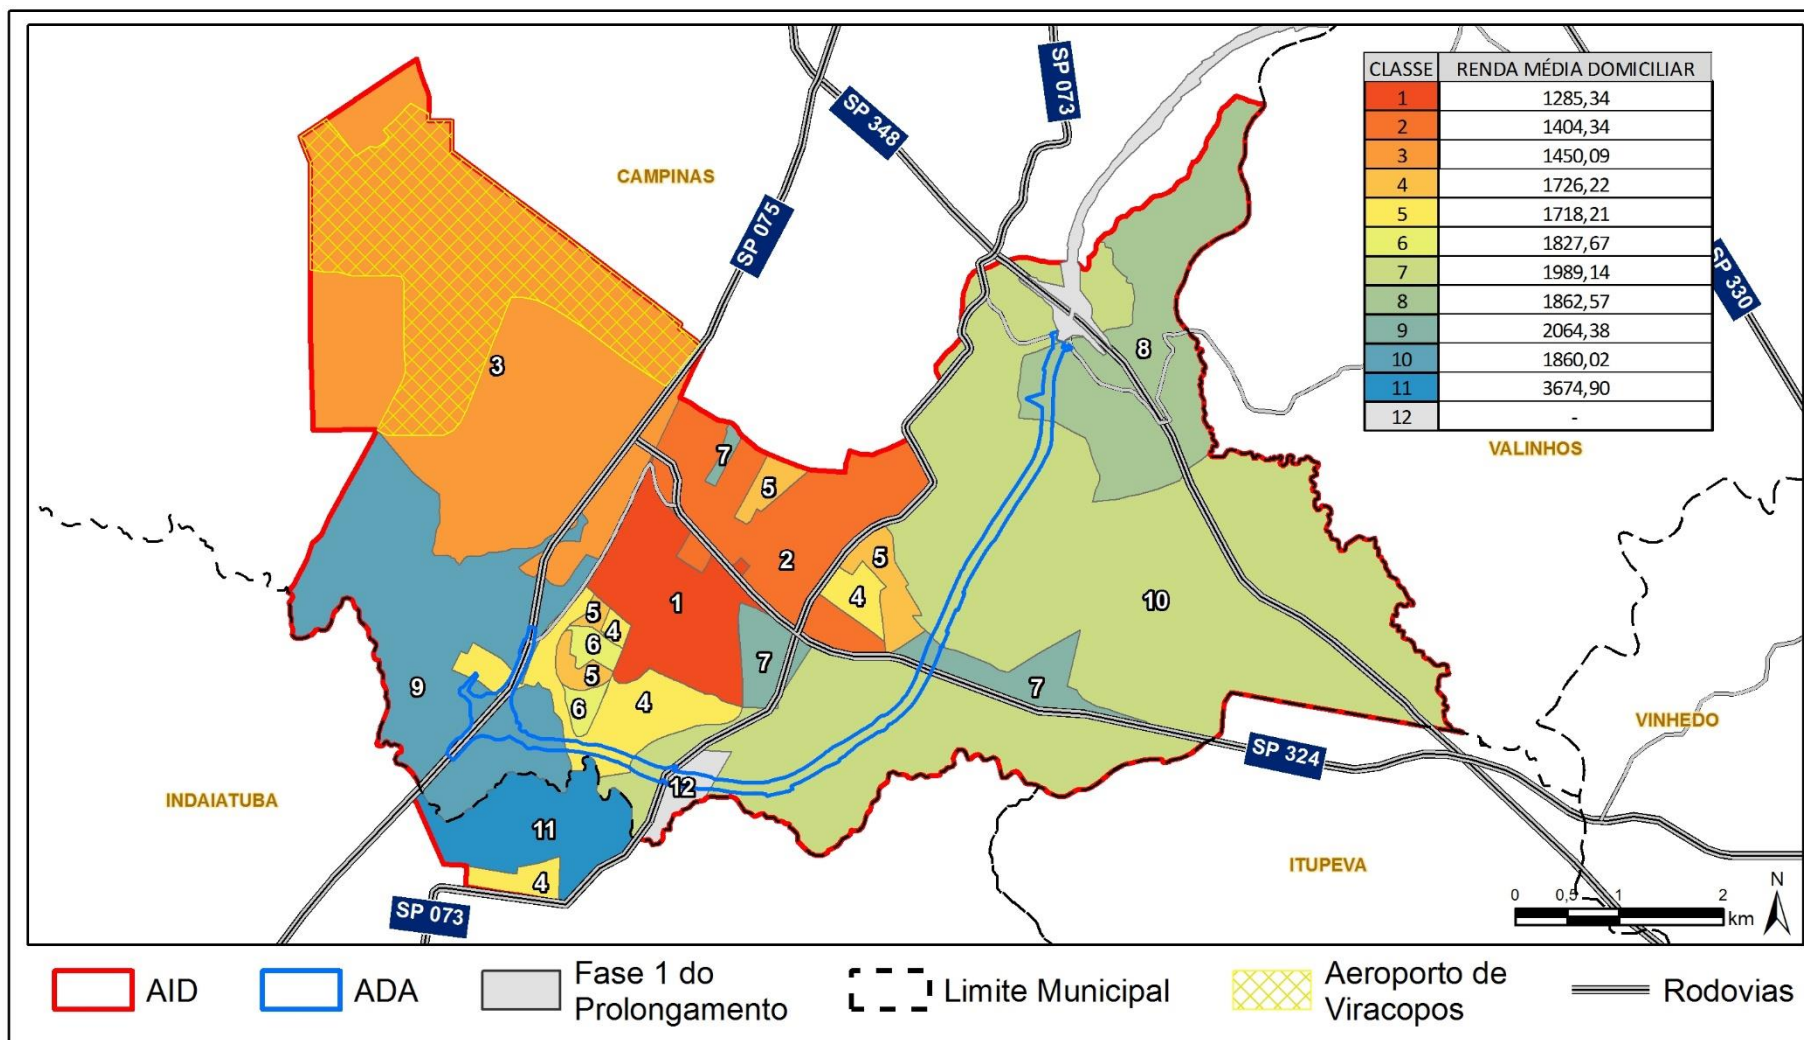 CLASSE RENDA MÉDIA DOMICILIAR
1 1285,34
2 1404,34
3 1450,09
4 1726,22
5 1718,21
6 1827,67
7 1989,14
8 1862,57
9 2064,38
10 1860,02
11 3674,90
12 -
SP 073
SP 348
CAMPINAS
SP 075
SP 330
3
8
VALINHOS
7
5
2
5
4
10
1
5
4
6
7
5
9
4
6
7
VINHEDO
SP 324
12
INDAIATUBA
11
ITUPEVA
4
SP 073
0 0,5 1 2
km
N
AID
ADA
Fase 1 do
Prolongamento
Limite Municipal
Aeroporto de
Viracopos
Rodovias